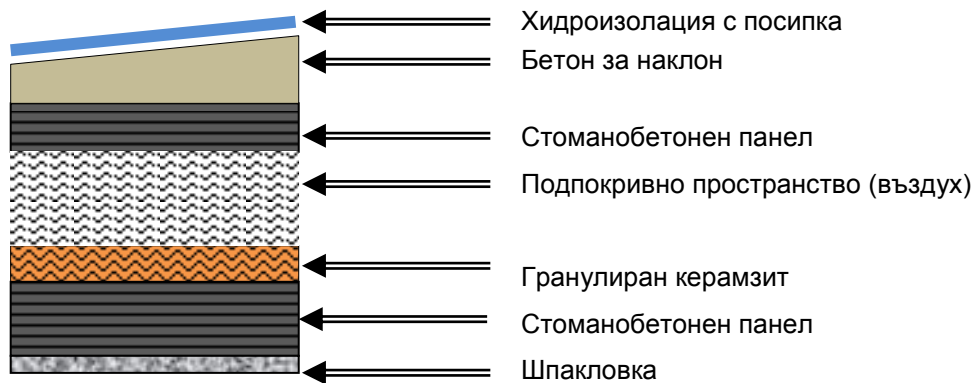 Хидроизолация с посипка
Бетон за наклон
Стоманобетонен панел
Подпокривно пространство (въздух)
Гранулиран керамзит
Стоманобетонен панел
Шпакловка